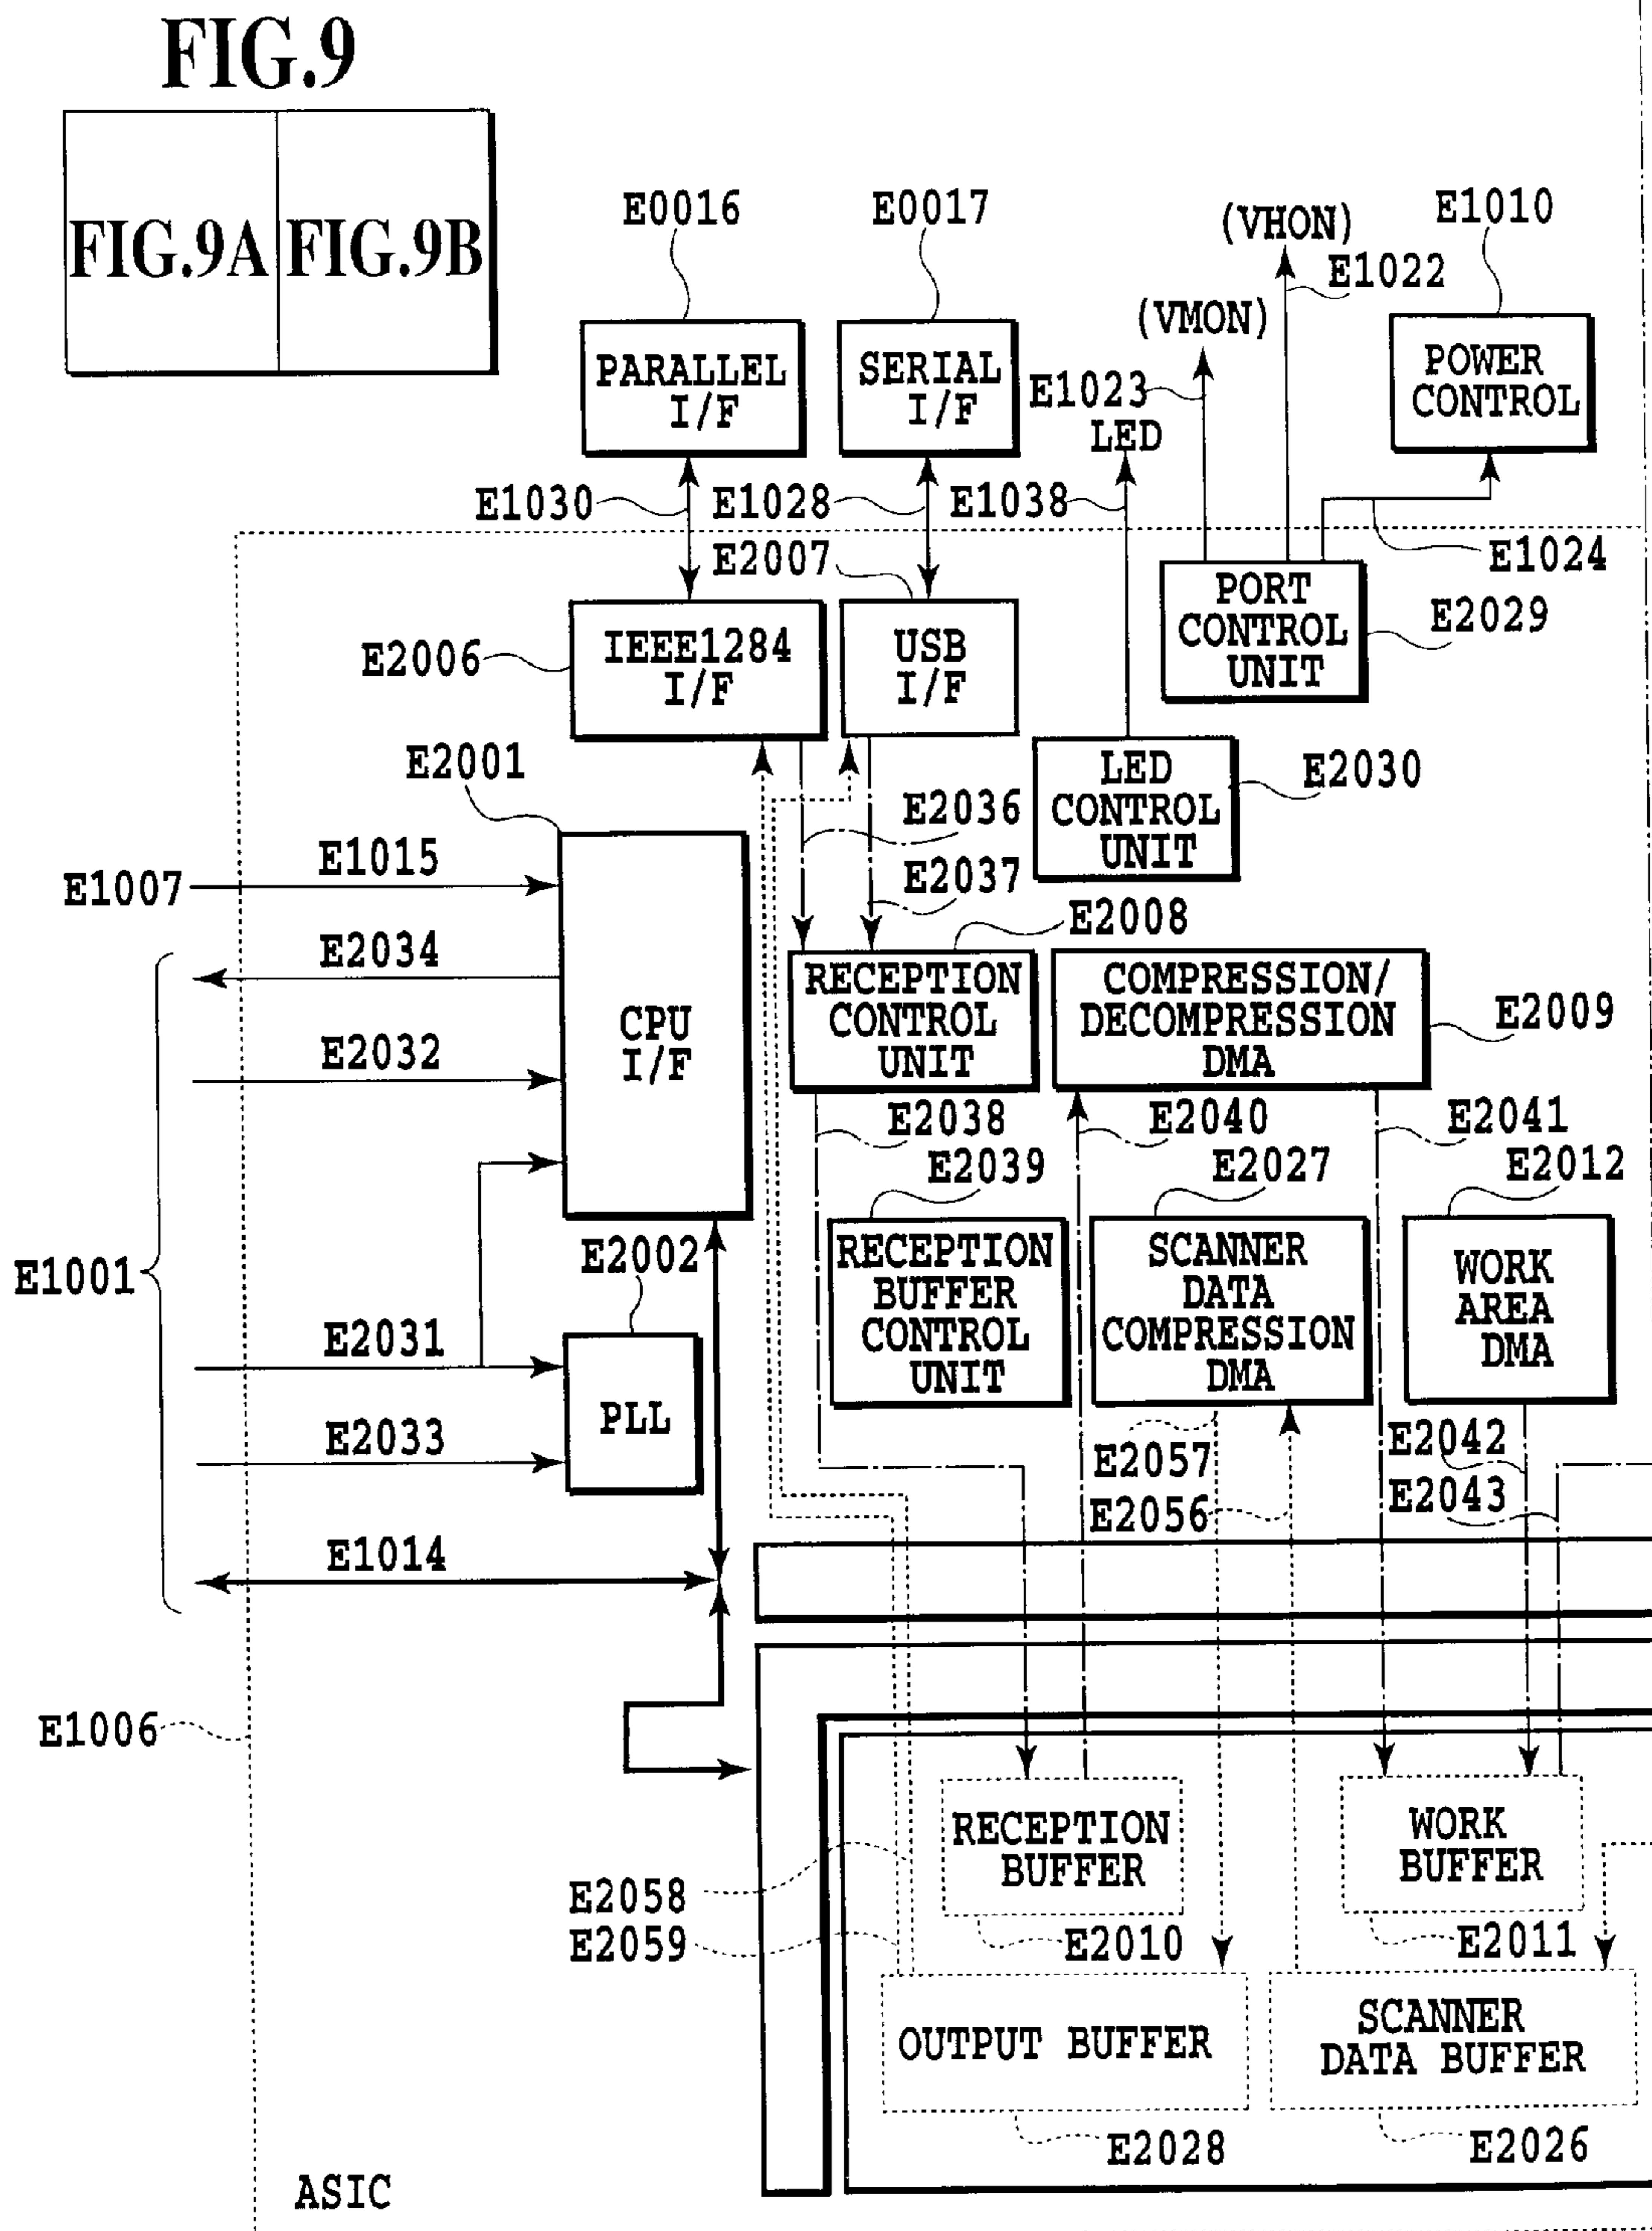 FIG.9
FIG.9A FIG.9B
E0016
E0017
(VHON)
E1022
E1010
(VMON)
PARALLEL
I/F
SERIAL
I/F
E1023
LED
POWER
CONTROL
E1030
E1028
E1038
E1024
E2007
E2006
IEEE1284
I/F
USB
I/F
PORT
CONTROL
UNIT
E2029
E2001
LED
CONTROL
UNIT
E2030
E2036
E2037
E1007
E1015
E2034
E2032
CPU
I/F
E2008
RECEPTION
CONTROL
UNIT
COMPRESSION/
DECOMPRESSION
DMA
E2009
E2038
E2040
E2041
E2039
E2027
E2012
E1001
E2002
RECEPTION
BUFFER
CONTROL
UNIT
SCANNER
DATA
COMPRESSION
DMA
WORK
AREA
DMA
E2031
PLL
E2033
E2057
E2056
E2042
E2043
E1014
E1006
RECEPTION
BUFFER
WORK
BUFFER
E2058
E2059
E2010
E2011
OUTPUT BUFFER
SCANNER
DATA BUFFER
E2028
E2026
ASIC